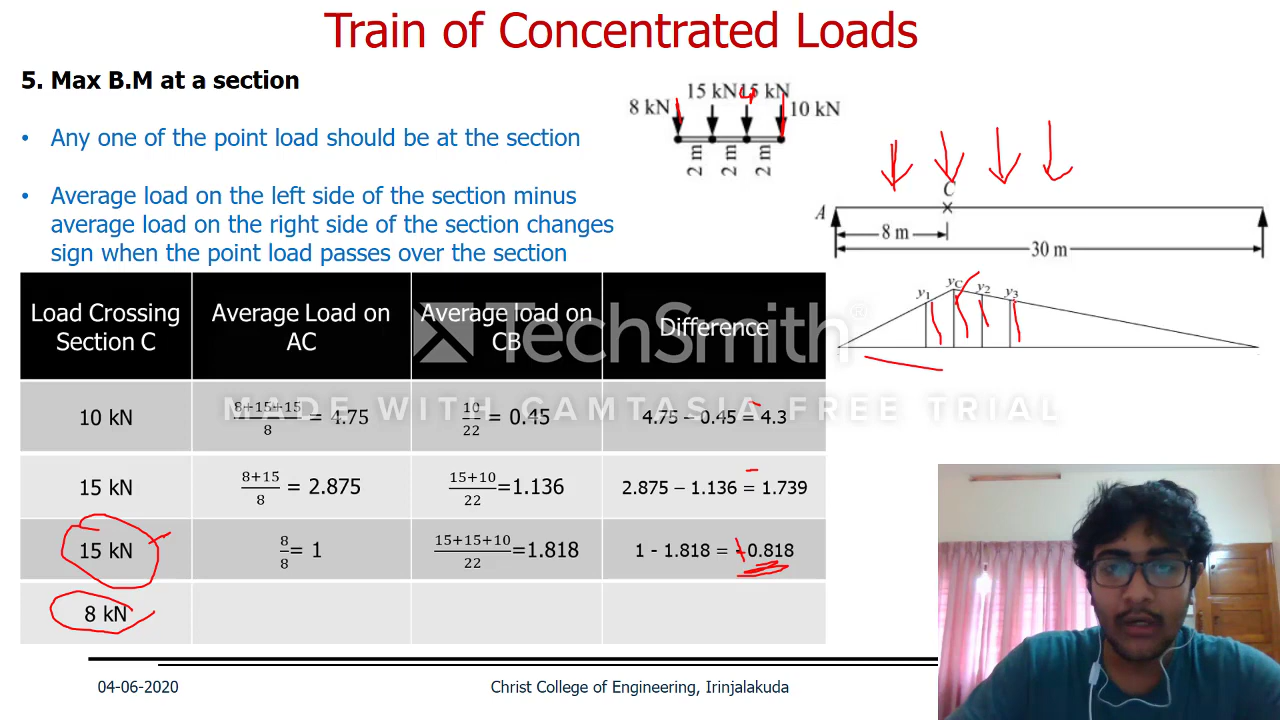 Train of Concentrated Loads
5. Max B.M at a section
• Any one of the point load should be at the section
• Average load on the left side of the section minus
average load on the right side of the section changes
sign when the point load passes over the section
8 kN 15 kN 15 kN 10 kN
2 m 2 m 2 m
A C
8 m
30 m
y1 yC y2 y3
Load Crossing Section C Average Load on AC Average load on CB Difference
10 kN (8+15+15)/8 = 4.75 10/22 = 0.45 4.75 – 0.45 = 4.3
15 kN (8+15)/8 = 2.875 (15+10)/22=1.136 2.875 – 1.136 = 1.739
15 kN 8/8= 1 (15+15+10)/22=1.818 1 - 1.818 = -0.818
8 kN
TechSmith®
MADE WITH CAMTASIA FREE TRIAL
04-06-2020 Christ College of Engineering, Irinjalakuda